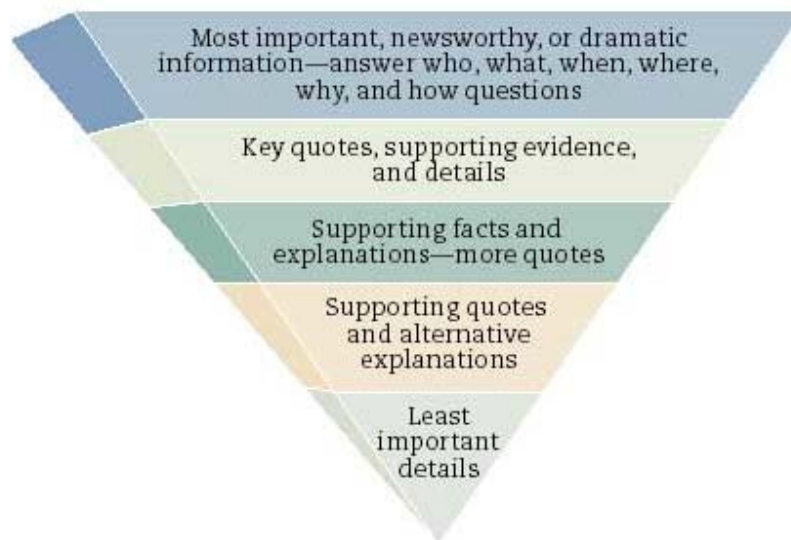 Most important, newsworthy, or dramatic
information—answer who, what, when, where,
why, and how questions
Key quotes, supporting evidence,
and details
Supporting facts and
explanations—more quotes
Supporting quotes
and alternative
explanations
Least
important
details